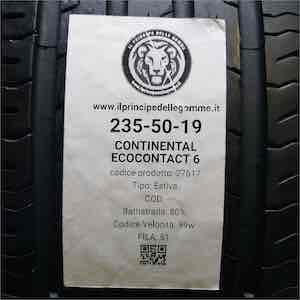 IL PRINCIPE DELLE GOMME
www.ilprincipedellegomme.it
235-50-19
CONTINENTAL
ECOCONTACT 6
codice prodotto: 27617
Tipo: Estiva
COD.
Battistrada: 80%
Codice Velocità: 99w
FILA: 51